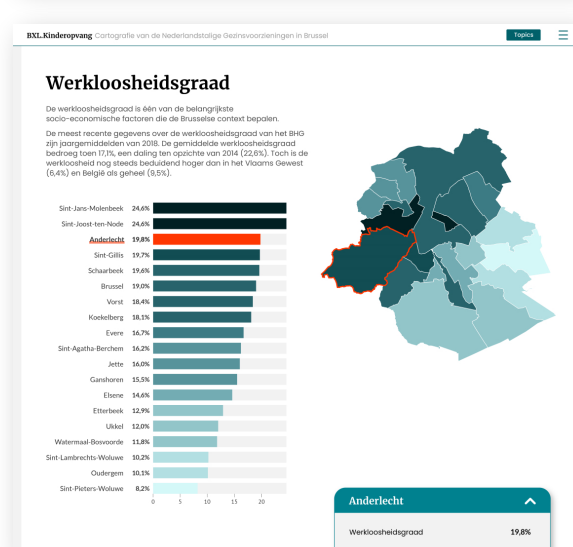 BXL.Kinderopvang Cartografie van de Nederlandstalige Gezinsvoorzieningen in Brussel
Topics
Werkloosheidsgraad
De werkloosheidsgraad is één van de belangrijkste
socio-economische factoren die de Brusselse context bepalen.
De meest recente gegevens over de werkloosheidsgraad van het BHG
zijn jaargemiddelden van 2018. De gemiddelde werkloosheidsgraad
bedroeg toen 17,1%, een daling ten opzichte van 2014 (22,6%). Toch is de
werkloosheid nog steeds beduidend hoger dan in het Vlaams Gewest
(6,4%) en België als geheel (9,5%).
Sint-Jans-Molenbeek 24,6%
Sint-Joost-ten-Node 24,6%
Anderlecht 19,8%
Sint-Gillis 19,7%
Schaarbeek 19,6%
Brussel 19,0%
Vorst 18,4%
Koekelberg 18,1%
Evere 16,7%
Sint-Agatha-Berchem 16,2%
Jette 16,0%
Ganshoren 15,5%
Elsene 14,6%
Etterbeek 12,9%
Ukkel 12,0%
Watermaal-Bosvoorde 11,8%
Sint-Lambrechts-Woluwe 10,2%
Oudergem 10,1%
Sint-Pieters-Woluwe 8,2%
0 5 10 15 20
Anderlecht
Werkloosheidsgraad 19,8%